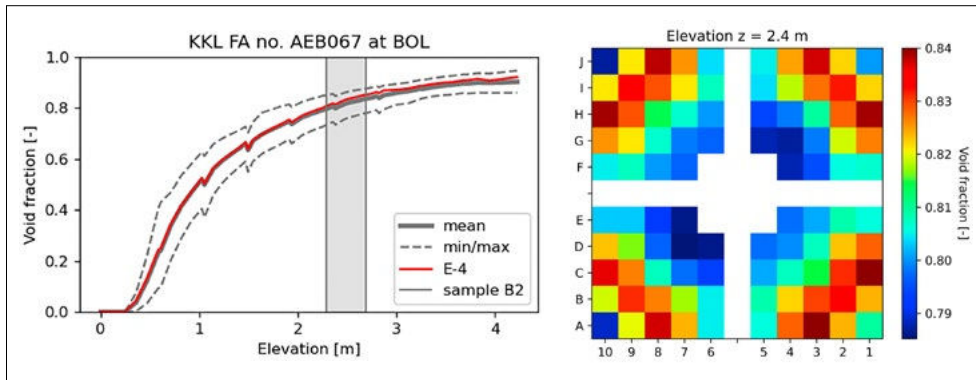 KKL FA no. AEB067 at BOL
Void fraction [-]
1.0
0.8
0.6
0.4
0.2
0.0
mean
min/max
E-4
sample B2
0 1 2 3 4
Elevation [m]
Elevation z = 2.4 m
J
I
H
G
F
-
E
D
C
B
A
10 9 8 7 6 5 4 3 2 1
0.84
0.83
0.82
0.81
0.80
0.79
Void fraction [-]